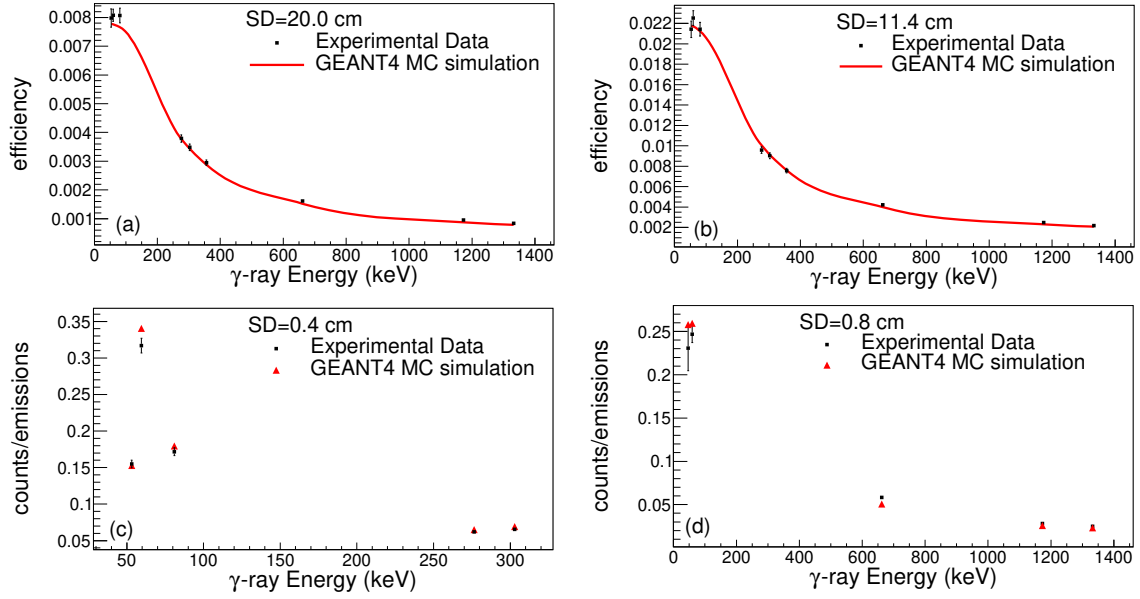 SD=20.0 cm
Experimental Data
GEANT4 MC simulation
efficiency
0.008
0.007
0.006
0.005
0.004
0.003
0.002
0.001
(a)
0 200 400 600 800 1000 1200 1400
γ-ray Energy (keV)
SD=11.4 cm
Experimental Data
GEANT4 MC simulation
efficiency
0.022
0.02
0.018
0.016
0.014
0.012
0.01
0.008
0.006
0.004
0.002
(b)
0 200 400 600 800 1000 1200 1400
γ-ray Energy (keV)
SD=0.4 cm
Experimental Data
GEANT4 MC simulation
counts/emissions
0.35
0.3
0.25
0.2
0.15
0.1
0.05
(c)
50 100 150 200 250 300
γ-ray Energy (keV)
SD=0.8 cm
Experimental Data
GEANT4 MC simulation
counts/emissions
0.25
0.2
0.15
0.1
0.05
(d)
0 200 400 600 800 1000 1200 1400
γ-ray Energy (keV)